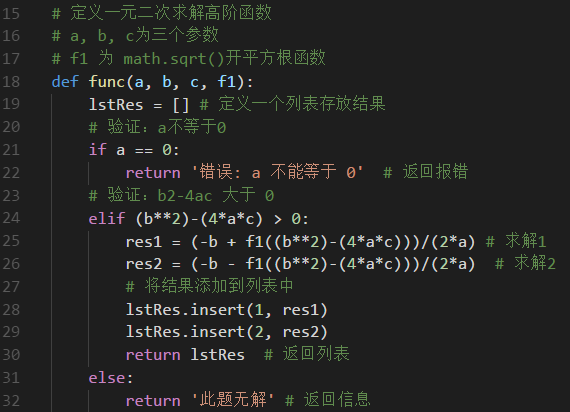 15 # 定义一元二次求解高阶函数
16 # a, b, c为三个参数
17 # f1 为 math.sqrt()开平方根函数
18 def func(a, b, c, f1):
19     lstRes = [] # 定义一个列表存放结果
20     # 验证：a不等于0
21     if a == 0:
22         return '错误: a 不能等于 0'  # 返回报错
23     # 验证：b2-4ac 大于 0
24     elif (b**2)-(4*a*c) > 0:
25         res1 = (-b + f1((b**2)-(4*a*c)))/(2*a) # 求解1
26         res2 = (-b - f1((b**2)-(4*a*c)))/(2*a)  # 求解2
27         # 将结果添加到列表中
28         lstRes.insert(1, res1)
29         lstRes.insert(2, res2)
30         return lstRes  # 返回列表
31     else:
32         return '此题无解' # 返回信息